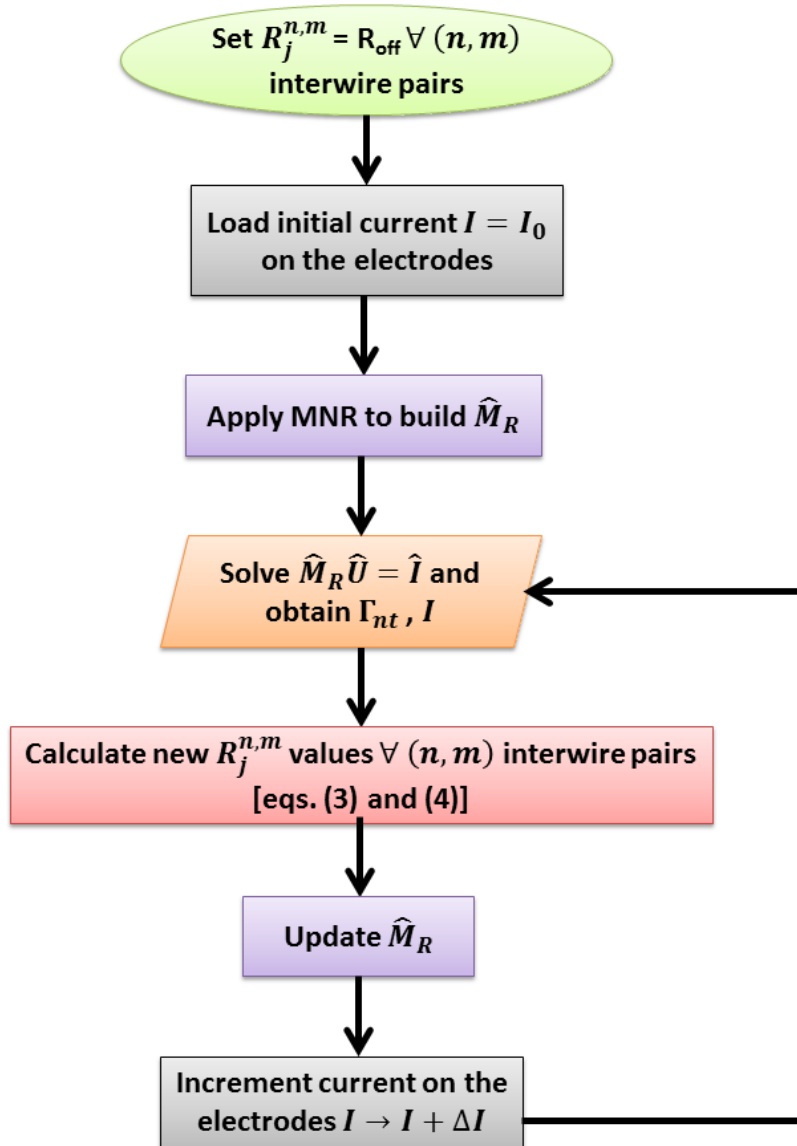 Set R_j^{n,m} = R_off ∀ (n, m)
interwire pairs
Load initial current I = I_0
on the electrodes
Apply MNR to build M̂_R
Solve M̂_R Û = Î and
obtain Γ_nt , I
Calculate new R_j^{n,m} values ∀ (n, m) interwire pairs
[eqs. (3) and (4)]
Update M̂_R
Increment current on the
electrodes I → I + ΔI